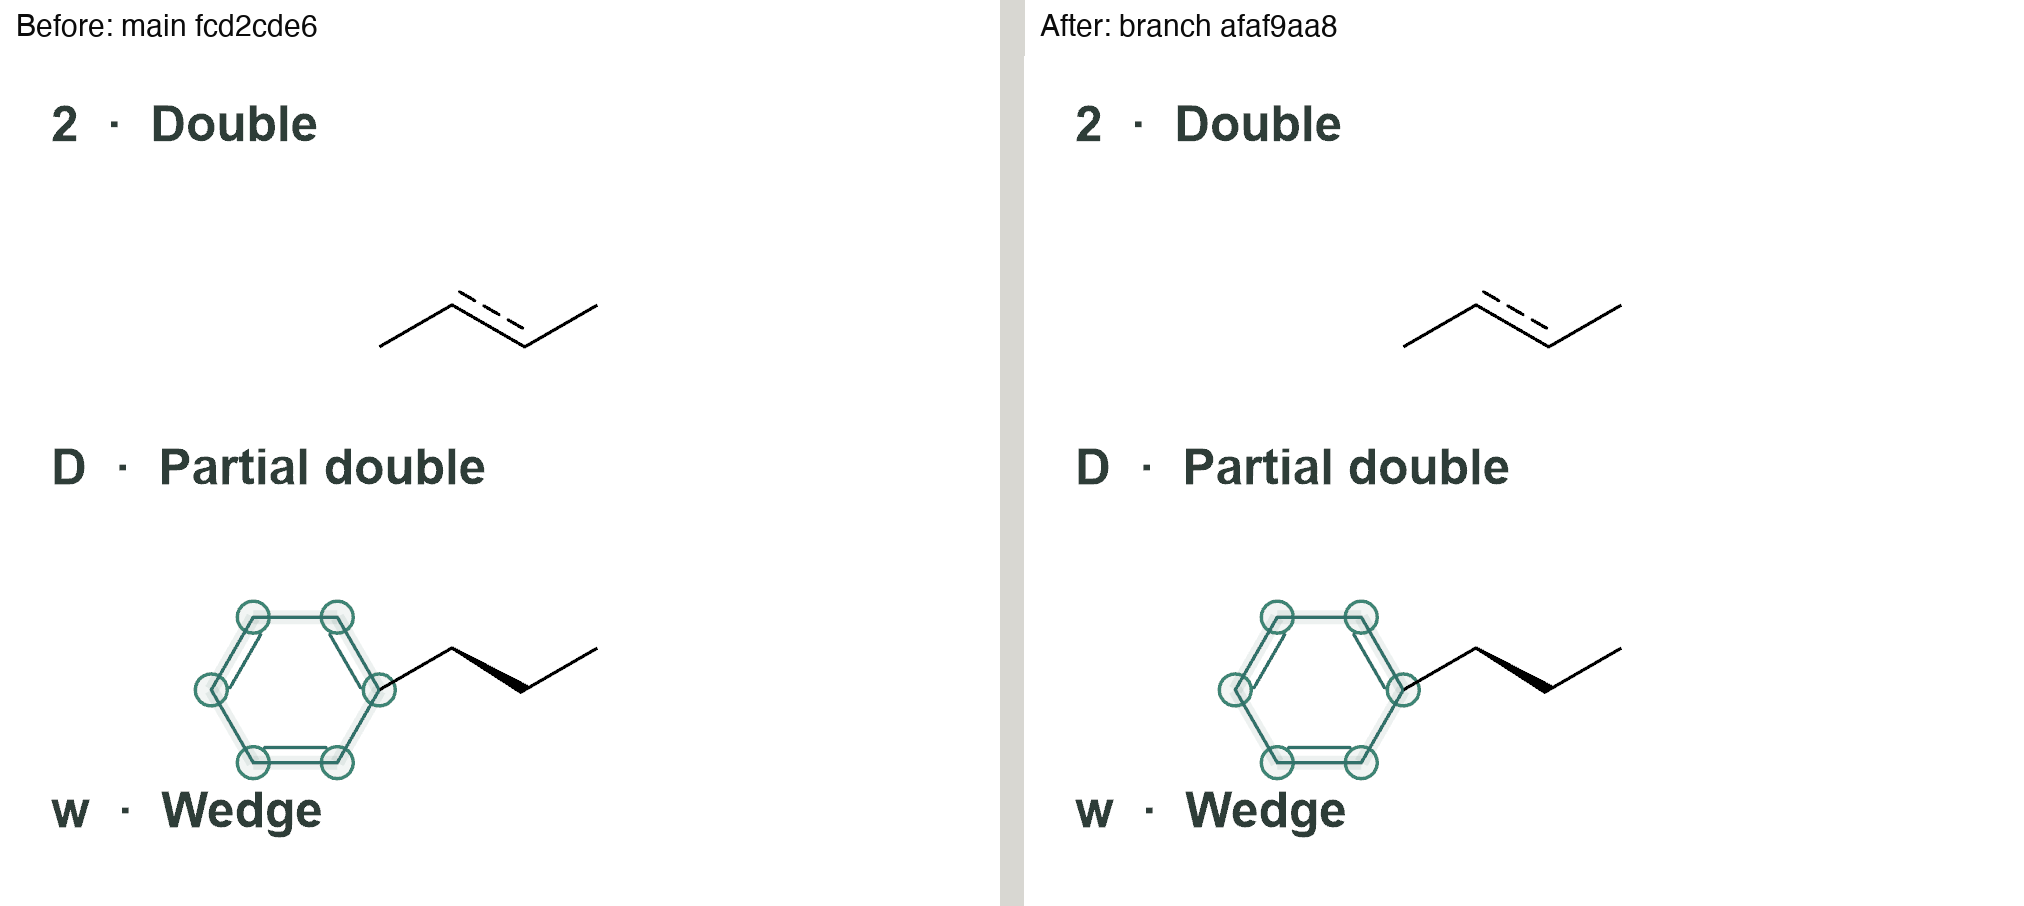 Before: main fcd2cde6
2 · Double
D · Partial double
w · Wedge
After: branch afaf9aa8
2 · Double
D · Partial double
w · Wedge